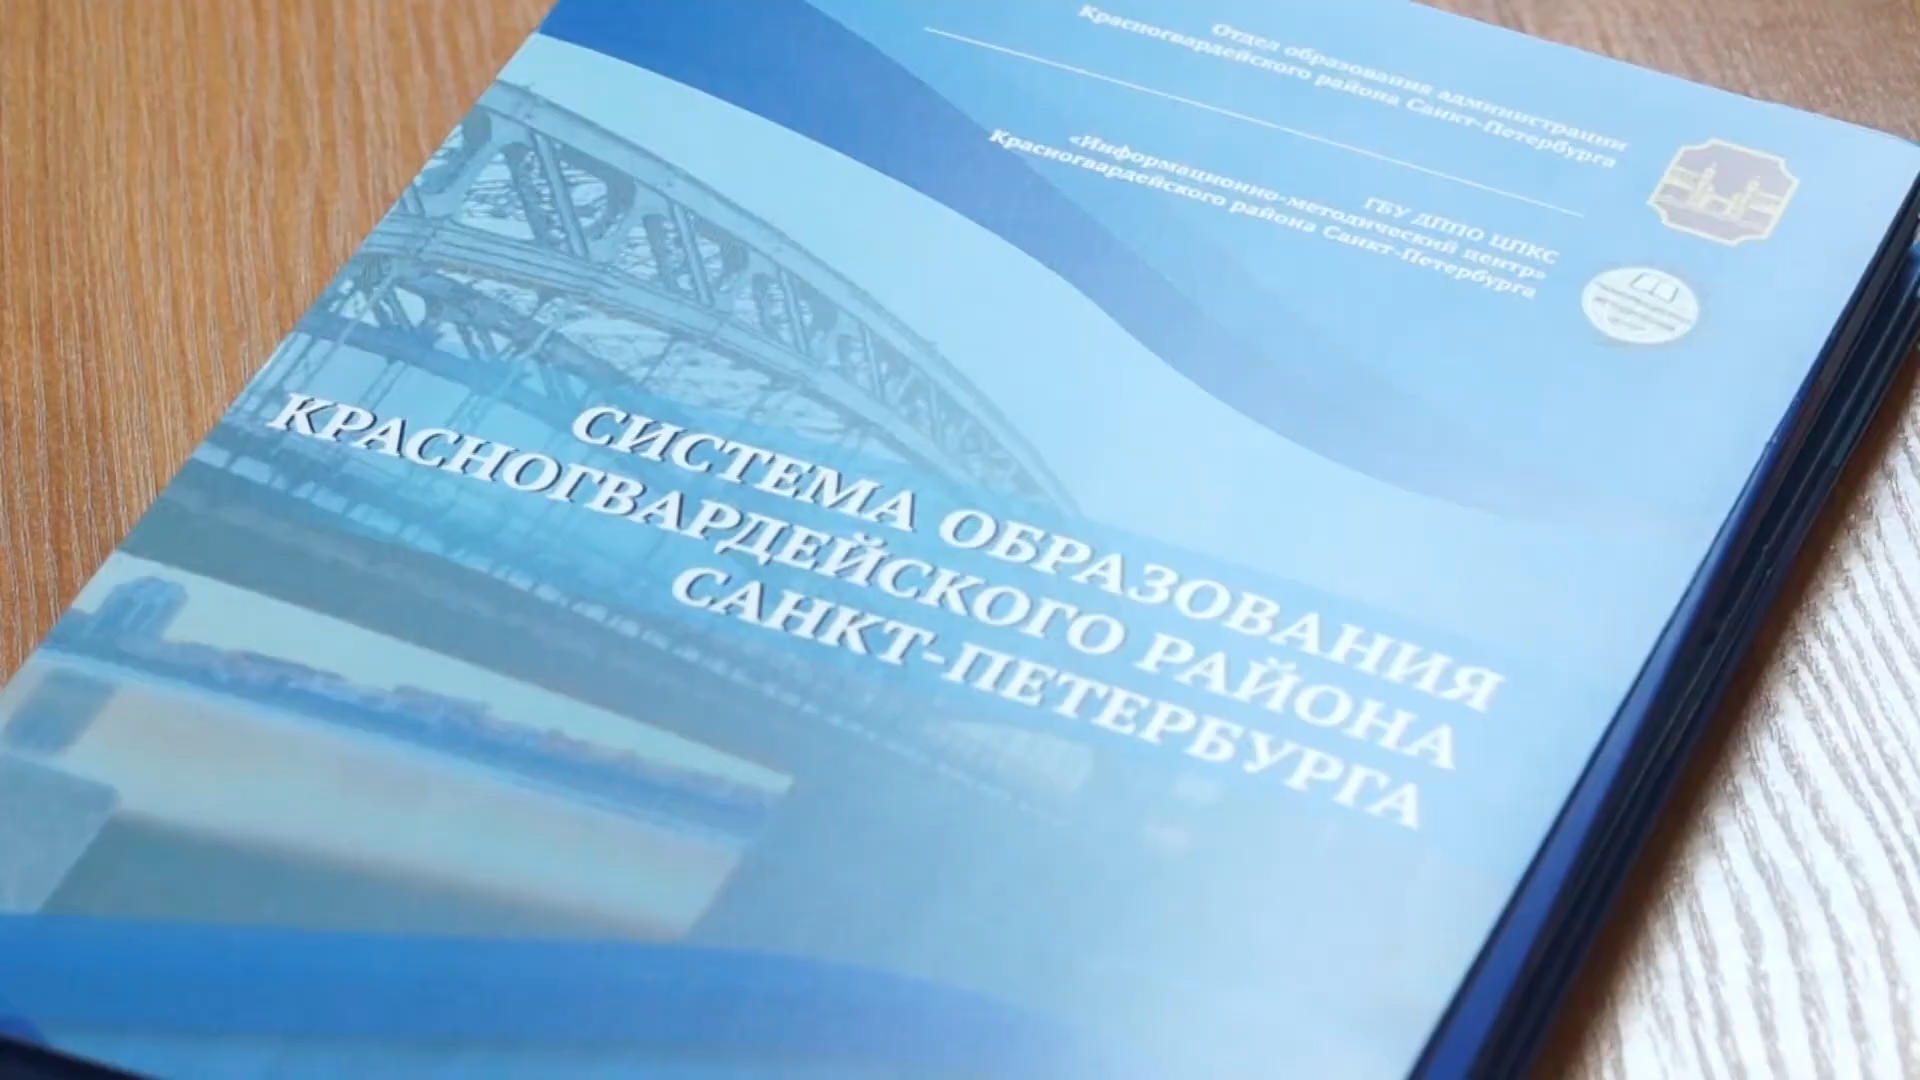 Отдел образования администрации
Красногвардейского района Санкт-Петербурга
ГБУ ДППО ЦПКС
«Информационно-методический центр»
Красногвардейского района Санкт-Петербурга
СИСТЕМА ОБРАЗОВАНИЯ
КРАСНОГВАРДЕЙСКОГО РАЙОНА
САНКТ-ПЕТЕРБУРГА